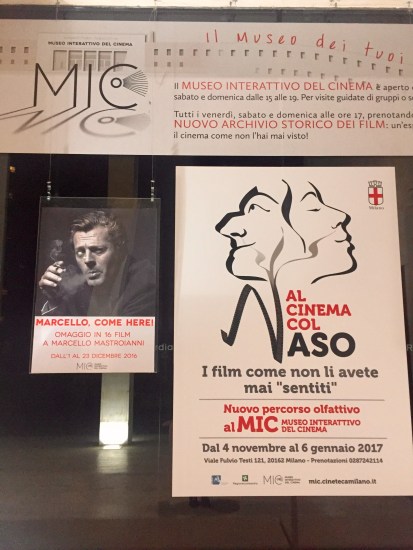 MUSEO INTERATTIVO DEL CINEMA
MIC
il Museo dei tuoi
Il MUSEO INTERATTIVO DEL CINEMA è aperto
sabato e domenica dalle 15 alle 19. Per visite guidate di gruppi o
Tutti i venerdì, sabato e domenica alle ore 17, prenotando
NUOVO ARCHIVIO STORICO DEI FILM: un'es
il cinema come non l'hai mai visto!
MARCELLO, COME HERE!
OMAGGIO IN 16 FILM
A MARCELLO MASTROIANNI
DALL'1 AL 23 DICEMBRE 2016
MIC
Milano
AL
CINEMA
COL
NASO
I film come non li avete
mai "sentiti"
Nuovo percorso olfattivo
al MIC MUSEO INTERATTIVO
DEL CINEMA
Dal 4 novembre al 6 gennaio 2017
Viale Fulvio Testi 121, 20162 Milano - Prenotazioni 0287242114
MIC
mic.cinetecamilano.it